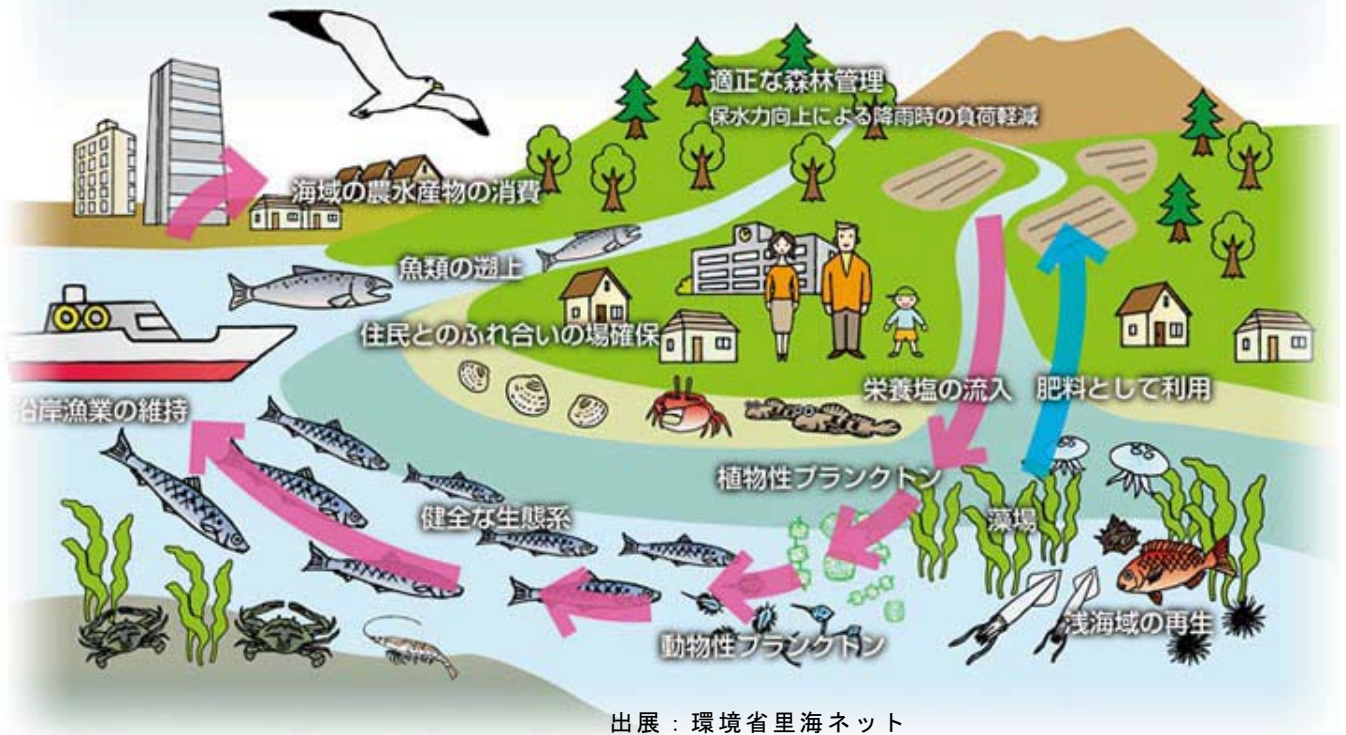 適正な森林管理
保水力向上による降雨時の負荷軽減
海域の農水産物の消費
魚類の遡上
住民とのふれ合いの場確保
栄養塩の流入
肥料として利用
沿岸漁業の維持
植物性プランクトン
健全な生態系
藻場
浅海域の再生
動物性プランクトン
出展：環境省里海ネット